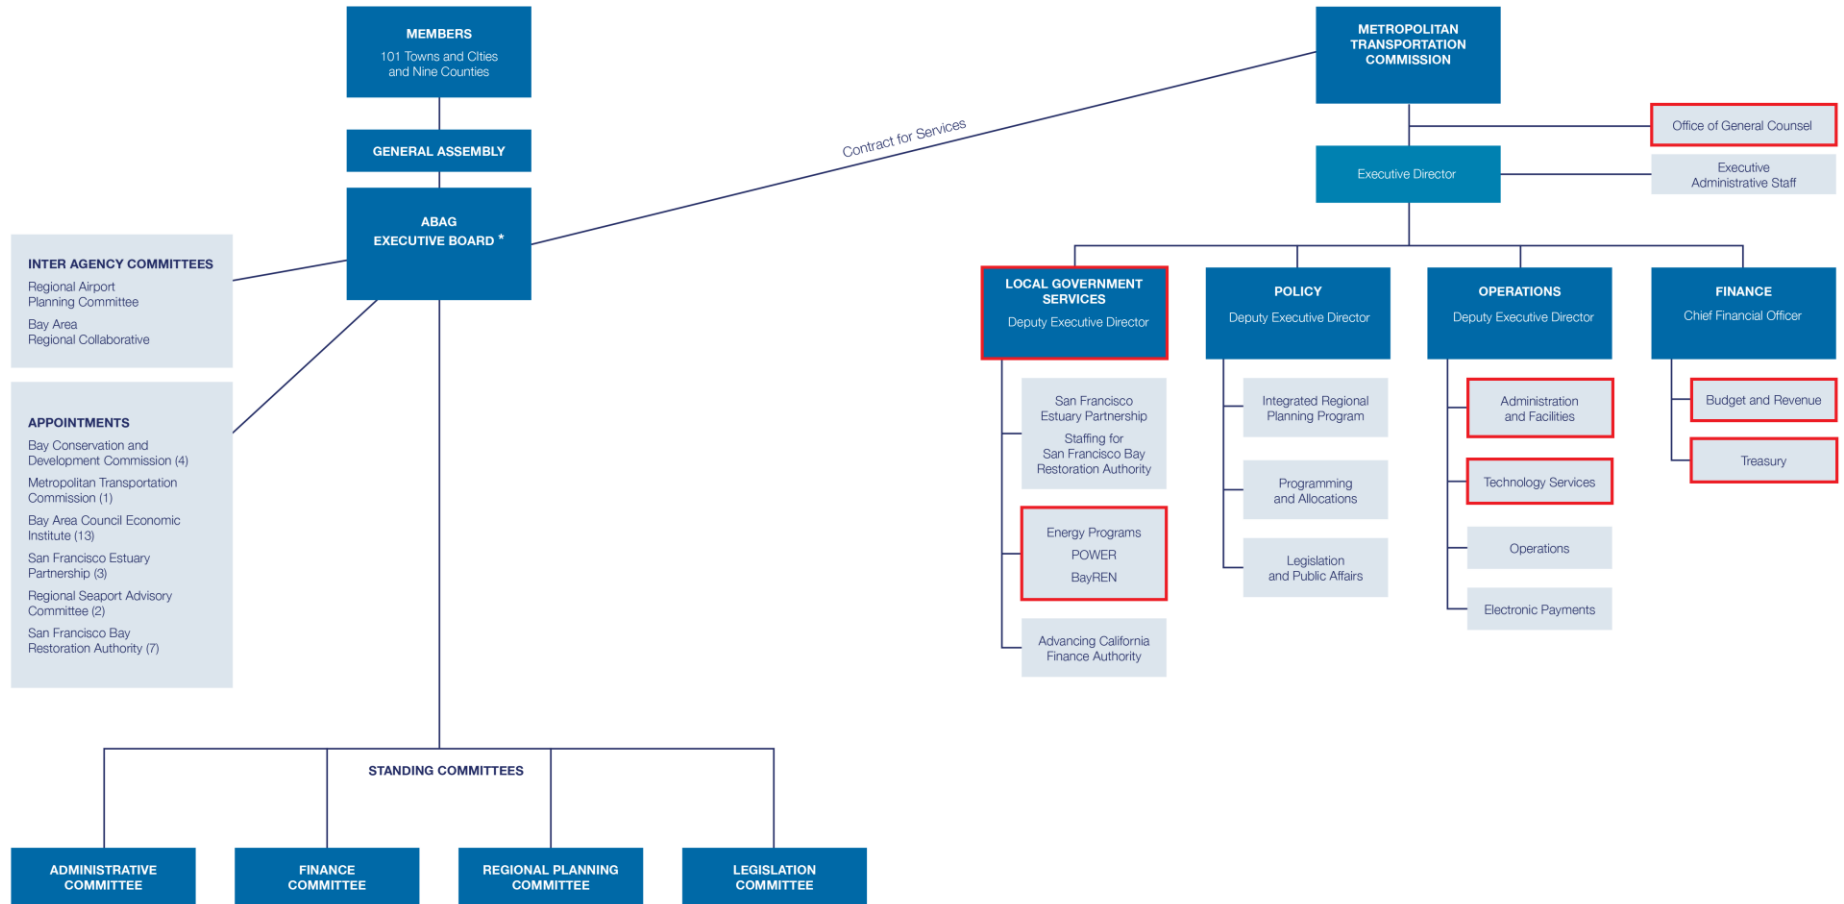 MEMBERS
101 Towns and CIties
and Nine Counties
GENERAL ASSEMBLY
ABAG
EXECUTIVE BOARD *
INTER AGENCY COMMITTEES
Regional Airport
Planning Committee
Bay Area
Regional Collaborative
APPOINTMENTS
Bay Conservation and
Development Commission (4)
Metropolitan Transportation
Commission (1)
Bay Area Council Economic
Institute (13)
San Francisco Estuary
Partnership (3)
Regional Seaport Advisory
Committee (2)
San Francisco Bay
Restoration Authority (7)
STANDING COMMITTEES
ADMINISTRATIVE
COMMITTEE
FINANCE
COMMITTEE
REGIONAL PLANNING
COMMITTEE
LEGISLATION
COMMITTEE
Contract for Services
METROPOLITAN
TRANSPORTATION
COMMISSION
Office of General Counsel
Executive Director
Executive
Administrative Staff
LOCAL GOVERNMENT
SERVICES
Deputy Executive Director
San Francisco
Estuary Partnership
Staffing for
San Francisco Bay
Restoration Authority
Energy Programs
POWER
BayREN
Advancing California
Finance Authority
POLICY
Deputy Executive Director
Integrated Regional
Planning Program
Programming
and Allocations
Legislation
and Public Affairs
OPERATIONS
Deputy Executive Director
Administration
and Facilities
Technology Services
Operations
Electronic Payments
FINANCE
Chief Financial Officer
Budget and Revenue
Treasury